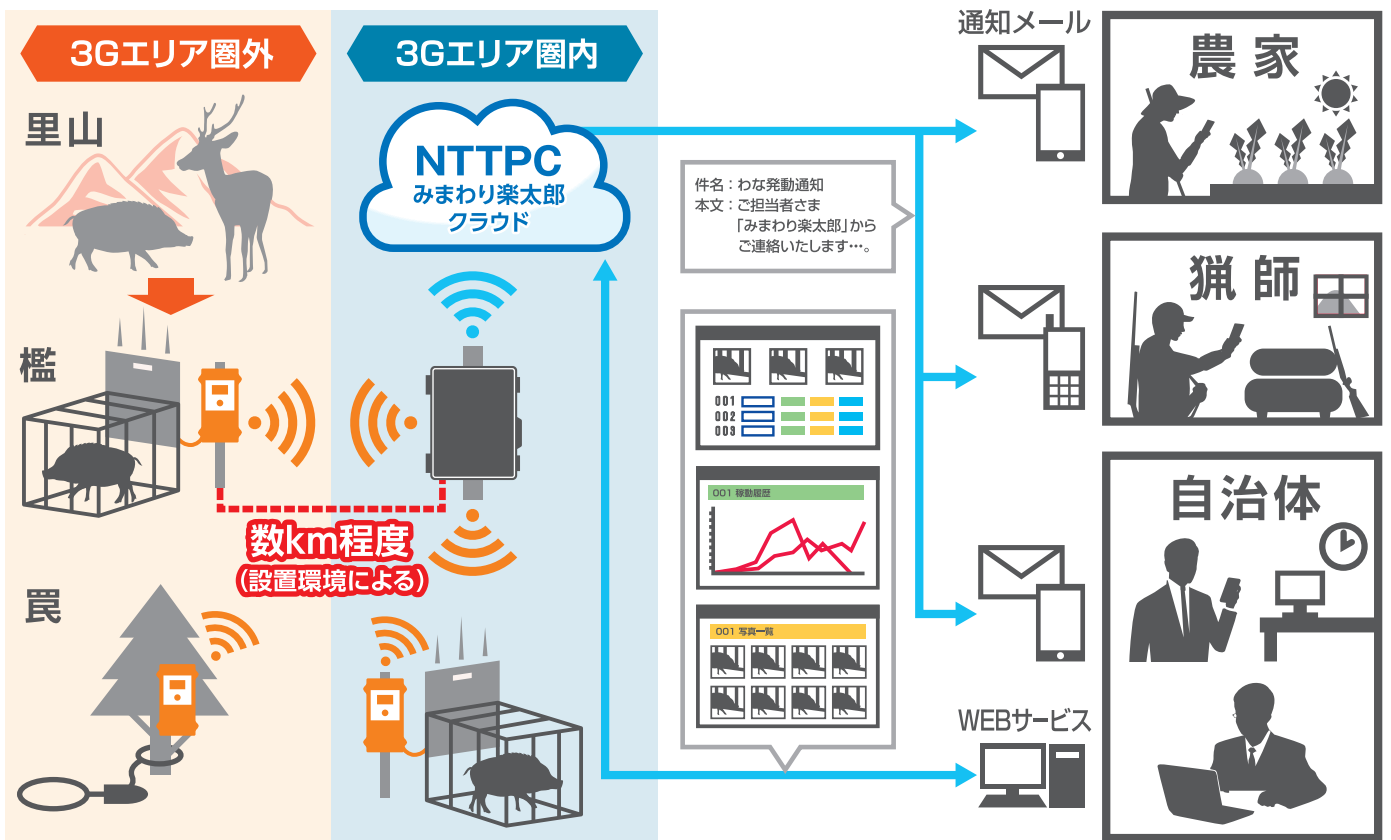 3Gエリア圏外
3Gエリア圏内
里山
檻
罠
数km程度
(設置環境による)
NTTPC
みまわり楽太郎
クラウド
件名：わな発動通知
本文：ご担当者さま
「みまわり楽太郎」から
ご連絡いたします…。
001
002
003
001 稼動履歴
001 写真一覧
通知メール
WEBサービス
農家
猟師
自治体